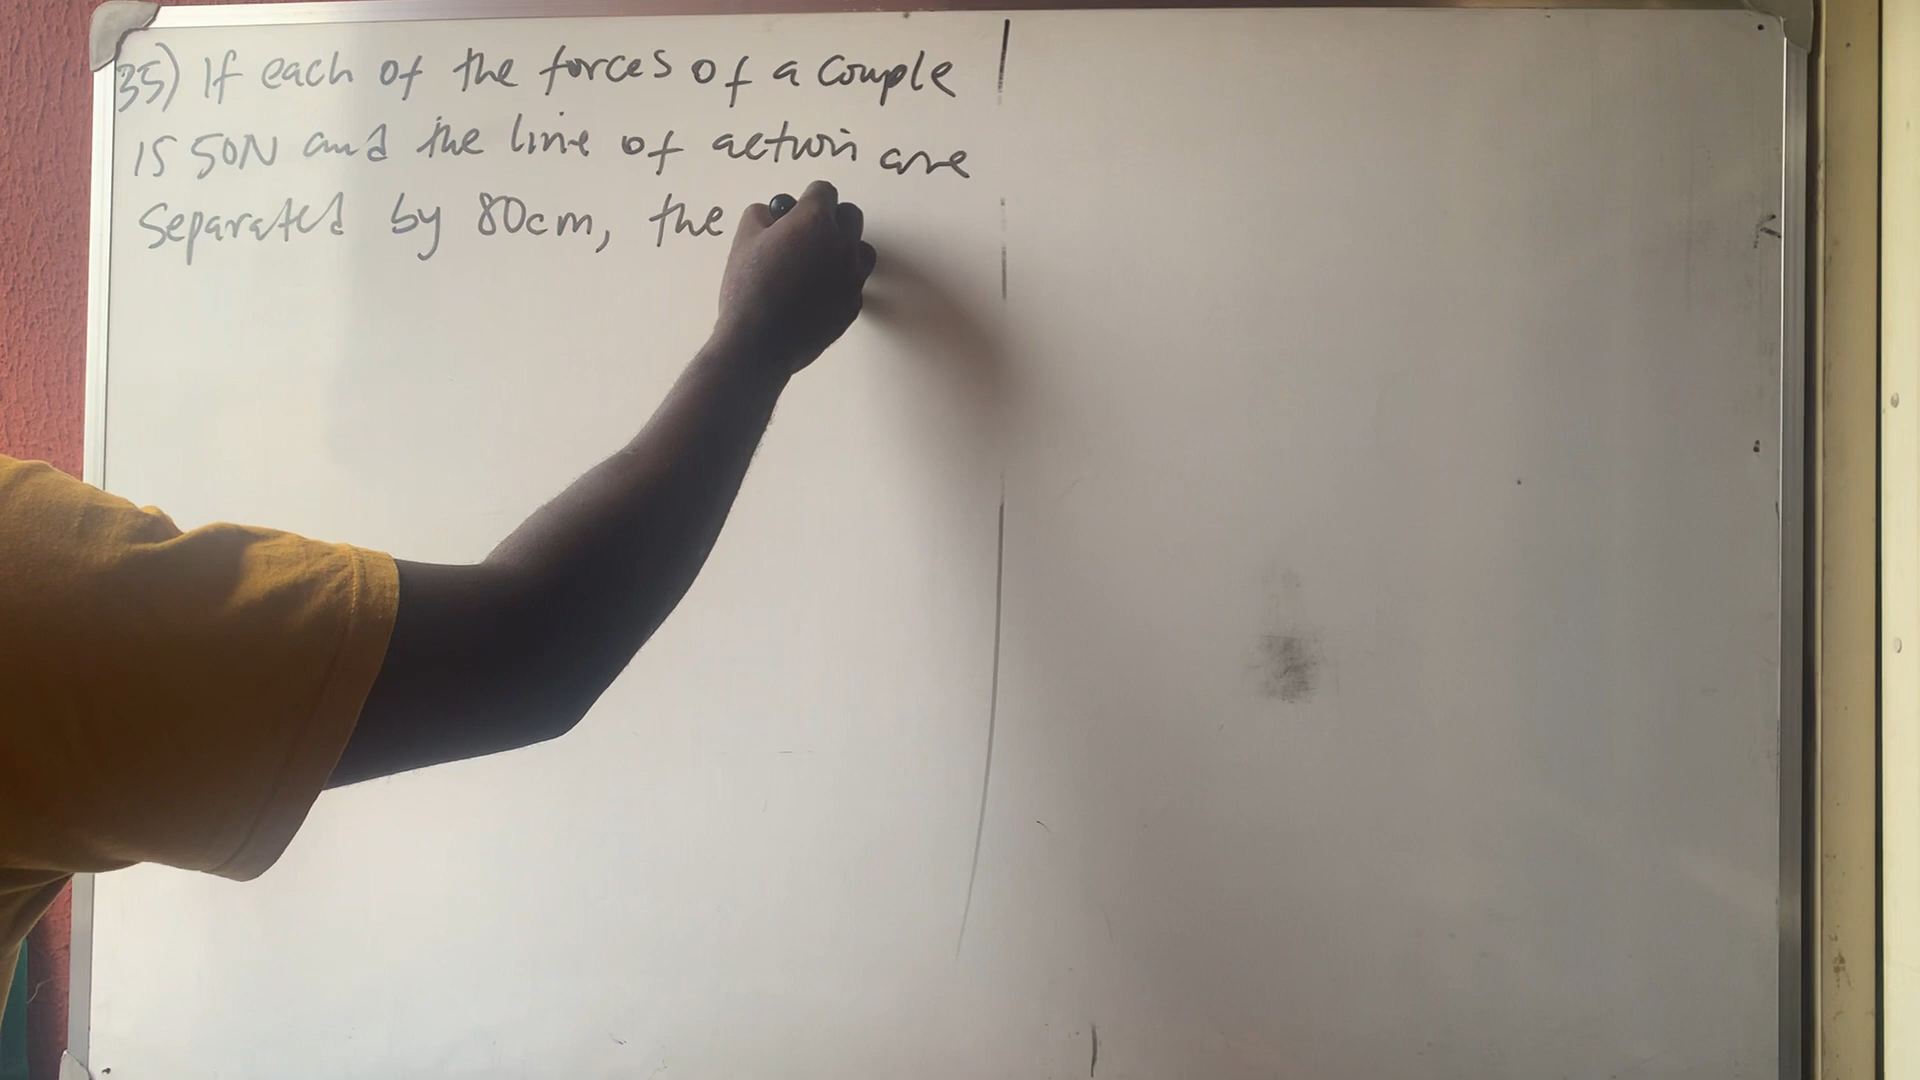 35) If each of the forces of a couple
is 50N and the line of action are
Separated by 80cm, the